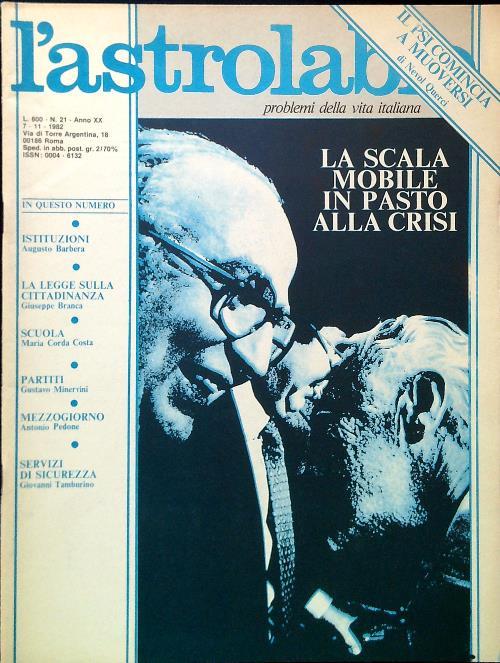 l'astrolabio
IL PSI COMINCIA
A MUOVERSI
di Nevol Querci
problemi della vita italiana
L. 600 - N. 21 - Anno XX
7 - 11 - 1982
Via di Torre Argentina, 18
00186 Roma
Sped. in abb. post. gr. 2/70%
ISSN: 0004 - 6132
LA SCALA
MOBILE
IN PASTO
ALLA CRISI
IN QUESTO NUMERO
ISTITUZIONI
Augusto Barbera
LA LEGGE SULLA
CITTADINANZA
Giuseppe Branca
SCUOLA
Maria Corda Costa
PARTITI
Gustavo Minervini
MEZZOGIORNO
Antonio Pedone
SERVIZI
DI SICUREZZA
Giovanni Tamburino